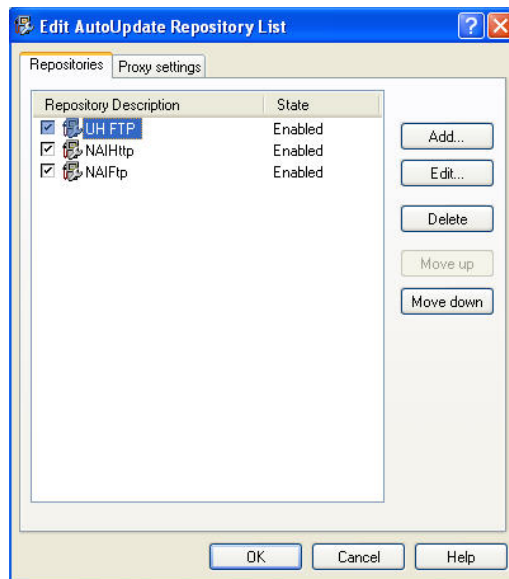 Edit AutoUpdate Repository List
Repositories Proxy settings
Repository Description State
UH FTP Enabled
NAIHttp Enabled
NAIFtp Enabled
Add...
Edit...
Delete
Move up
Move down
OK Cancel Help